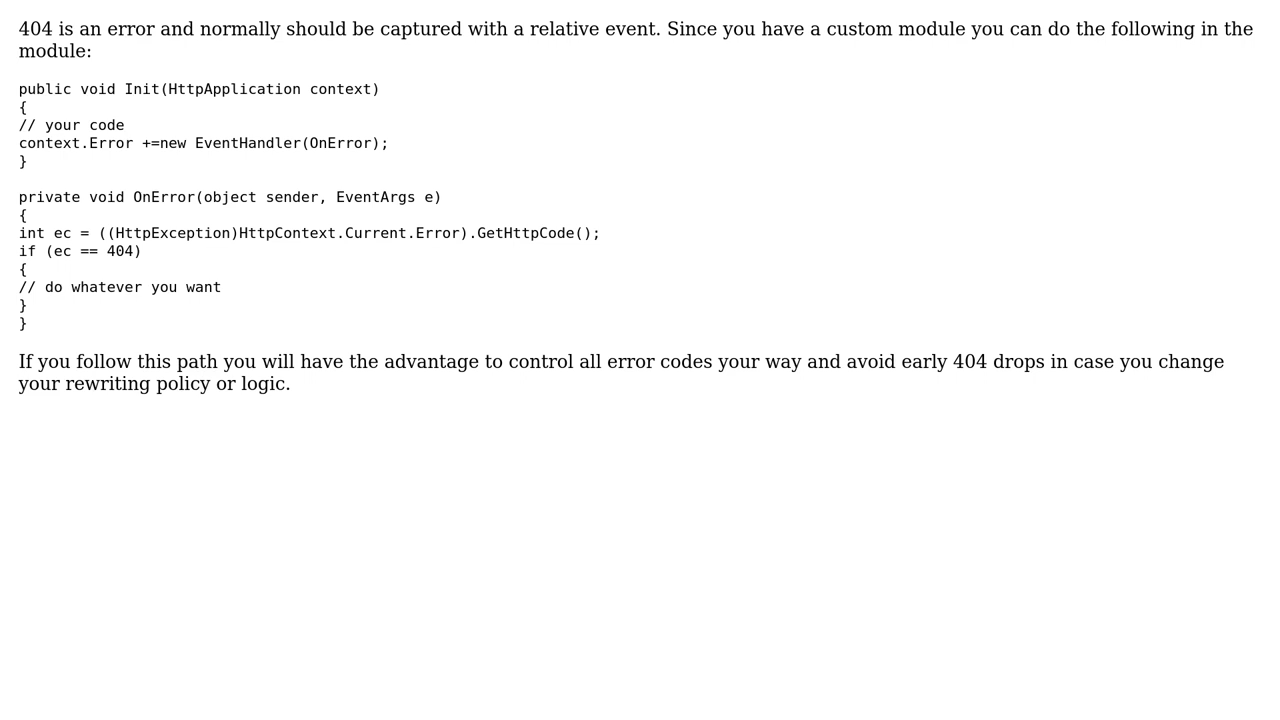 404 is an error and normally should be captured with a relative event. Since you have a custom module you can do the following in the
module:
public void Init(HttpApplication context)
{
// your code
context.Error +=new EventHandler(OnError);
}
private void OnError(object sender, EventArgs e)
{
int ec = ((HttpException)HttpContext.Current.Error).GetHttpCode();
if (ec == 404)
{
// do whatever you want
}
}
If you follow this path you will have the advantage to control all error codes your way and avoid early 404 drops in case you change
your rewriting policy or logic.